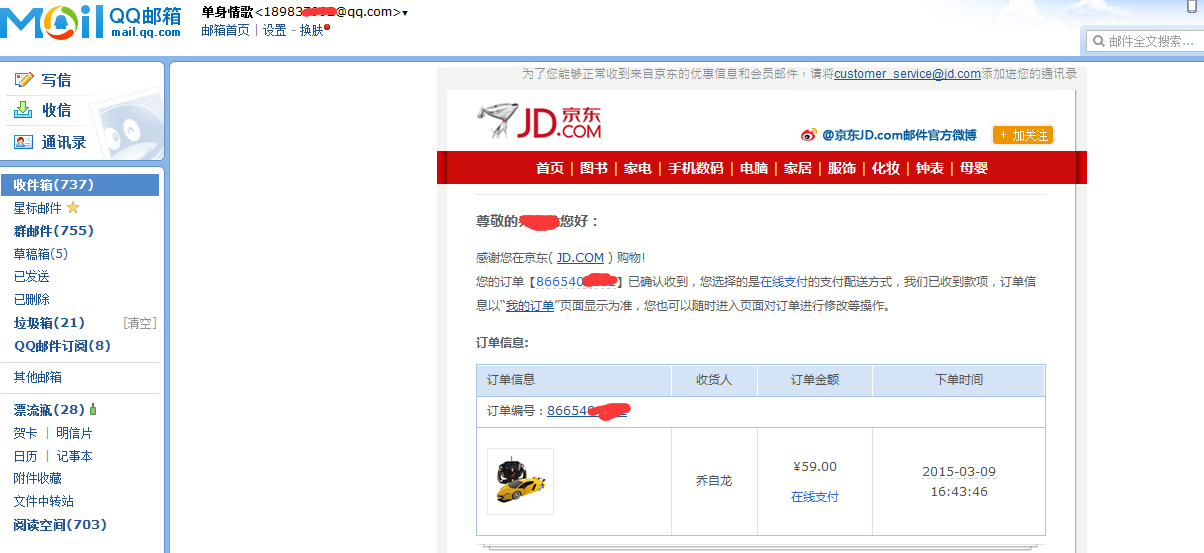 Mail QQ邮箱
mail.qq.com
单身情歌<189837 @qq.com>
邮箱首页 | 设置 - 换肤
邮件全文搜索...
写信
收信
通讯录
收件箱(737)
星标邮件
群邮件(755)
草稿箱(5)
已发送
已删除
垃圾箱(21) [清空]
QQ邮件订阅(8)
其他邮箱
漂流瓶(28)
贺卡 | 明信片
日历 | 记事本
附件收藏
文件中转站
阅读空间(703)
为了您能够正常收到来自京东的优惠信息和会员邮件，请将customer_service@jd.com添加进您的通讯录
JD.COM 京东
@京东JD.com邮件官方微博 + 加关注
首页 | 图书 | 家电 | 手机数码 | 电脑 | 家居 | 服饰 | 化妆 | 钟表 | 母婴
尊敬的 您好：
感谢您在京东( JD.COM ) 购物!
您的订单【866540 】已确认收到，您选择的是在线支付的支付配送方式，我们已收到款项，订单信
息以“我的订单”页面显示为准，您也可以随时进入页面对订单进行修改等操作。
订单信息:
订单信息 收货人 订单金额 下单时间
订单编号：866540
乔自龙 ¥59.00 在线支付 2015-03-09 16:43:46